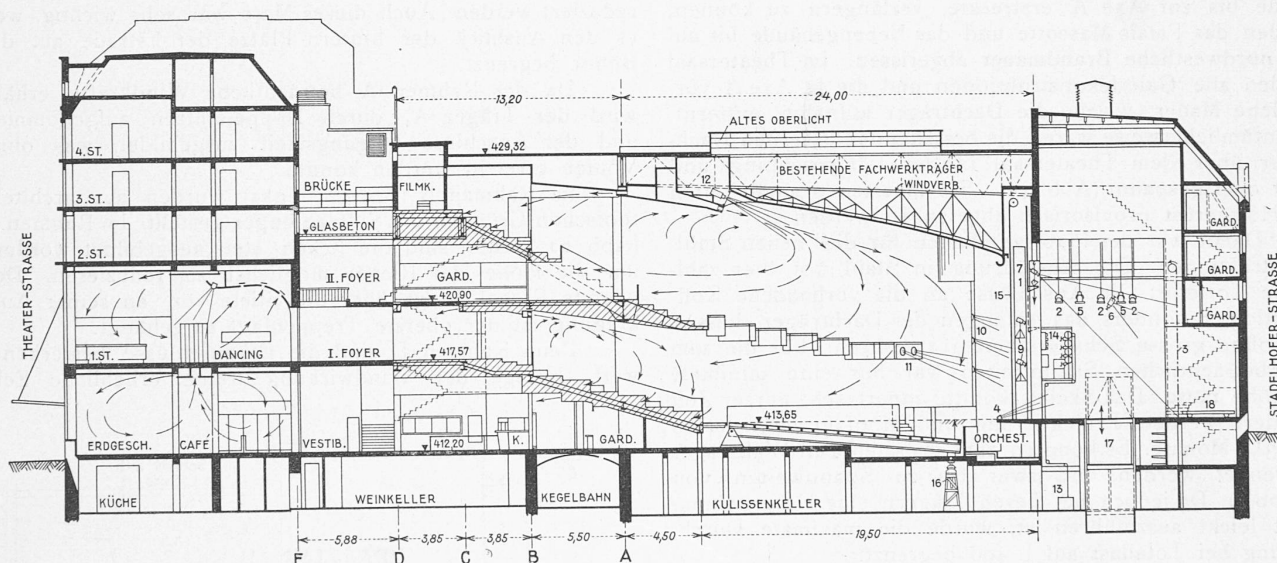 13,20
24,00
ALTES OBERLICHT
429,32
4. ST.
BRÜCKE
FILMK.
12
BESTEHENDE FACHWERKTRÄGER
WINDVERB.
3. ST.
GLASBETON
GARD.
2. ST.
II. FOYER
GARD.
GARD.
7
1
15
2 5 2 6 5 2
GARD.
420,90
THEATER-STRASSE
STADELHOFER-STRASSE
10
14
9
3
1. ST.
DANCING
I. FOYER
417,57
11
413,65
4
18
ERDGESCH.
CAFÉ
VESTIB.
412,20
K.
GARD.
ORCHEST.
17
16
KÜCHE
WEINKELLER
KEGELBAHN
KULISSENKELLER
13
5,88
3,85
3,85
5,50
4,50
19,50
E
D
C
B
A